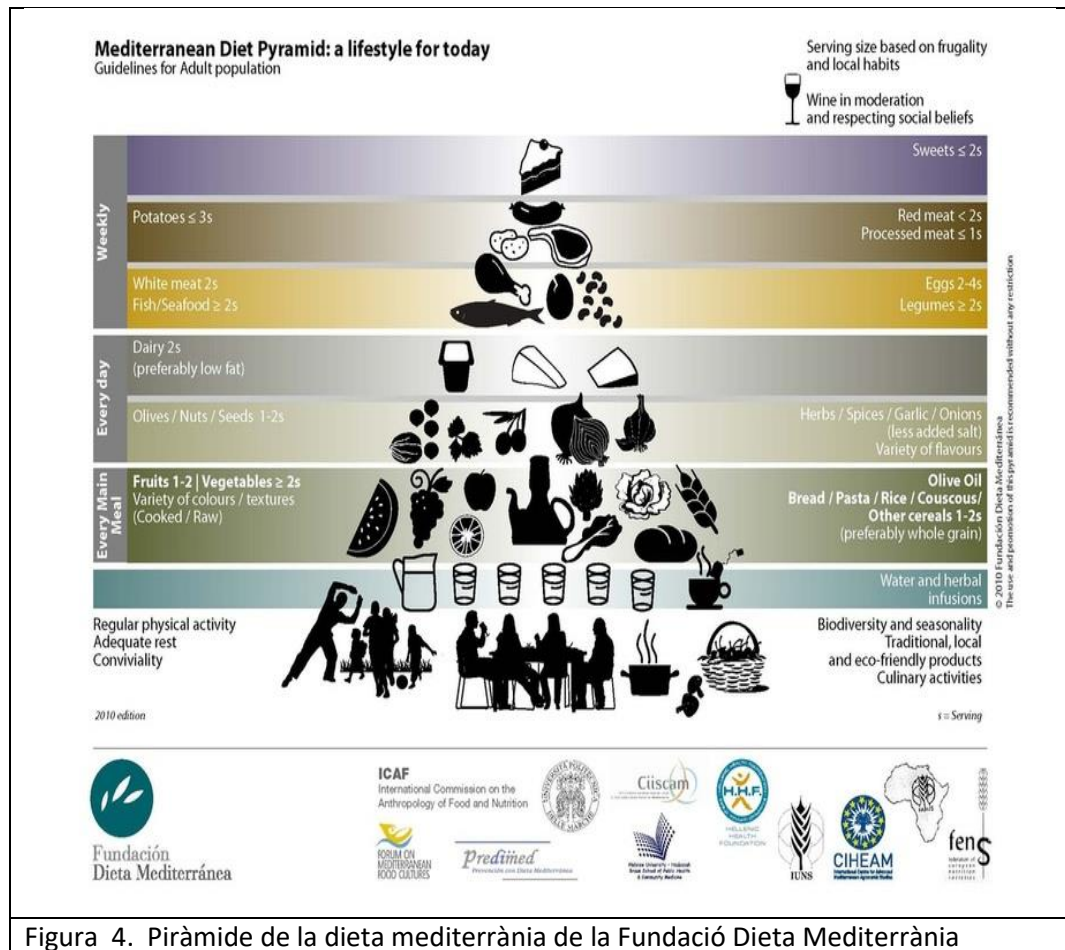 Mediterranean Diet Pyramid: a lifestyle for today
Guidelines for Adult population
Serving size based on frugality
and local habits
Wine in moderation
and respecting social beliefs
Weekly
Sweets ≤ 2s
Potatoes ≤ 3s
Red meat < 2s
Processed meat ≤ 1s
White meat 2s
Fish/Seafood ≥ 2s
Eggs 2-4s
Legumes ≥ 2s
Every day
Dairy 2s
(preferably low fat)
Olives / Nuts / Seeds 1-2s
Herbs / Spices / Garlic / Onions
(less added salt)
Variety of flavours
Every Main
Meal
Fruits 1-2 | Vegetables ≥ 2s
Variety of colours / textures
(Cooked / Raw)
Olive Oil
Bread / Pasta / Rice / Couscous/
Other cereals 1-2s
(preferably whole grain)
Water and herbal
infusions
© 2010 Fundación Dieta Mediterránea
The use and promotion of this pyramid is recommended without any restriction
Regular physical activity
Adequate rest
Conviviality
Biodiversity and seasonality
Traditional, local
and eco-friendly products
Culinary activities
2010 edition
s = Serving
Fundación
Dieta Mediterránea
ICAF
International Commission on the
Anthropology of Food and Nutrition
FORUM ON
MEDITERRANEAN
FOOD CULTURES
Predimed
Prevención con Dieta Mediterránea
UNIVERSITÀ POLITECNICA
DELLE MARCHE
Ciiscam
H.H.F.
HELLENIC
HEALTH
FOUNDATION
IUNS
CIHEAM
fens
Figura 4. Piràmide de la dieta mediterrània de la Fundació Dieta Mediterrània